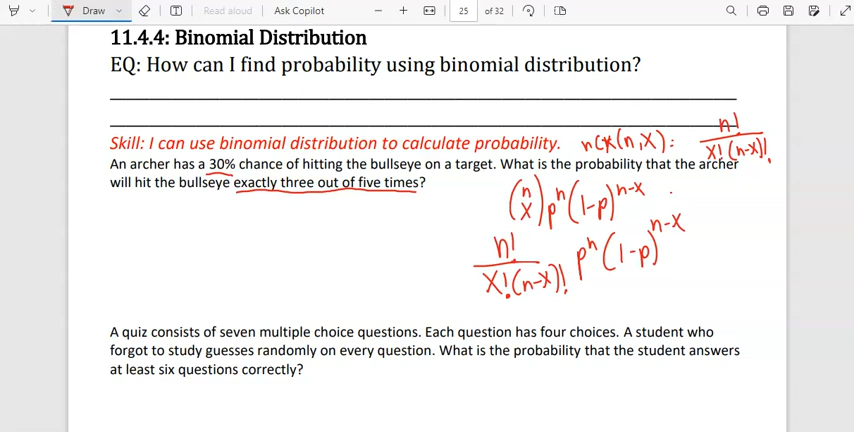 Draw Read aloud Ask Copilot 25 of 32
11.4.4: Binomial Distribution
EQ: How can I find probability using binomial distribution?
Skill: I can use binomial distribution to calculate probability. nCx(n,x): n!/x!(n-x)!
An archer has a 30% chance of hitting the bullseye on a target. What is the probability that the archer
will hit the bullseye exactly three out of five times?
(n x) p^n (1-p)^n-x
n!/x!(n-x)! p^n (1-p)^n-x
A quiz consists of seven multiple choice questions. Each question has four choices. A student who
forgot to study guesses randomly on every question. What is the probability that the student answers
at least six questions correctly?